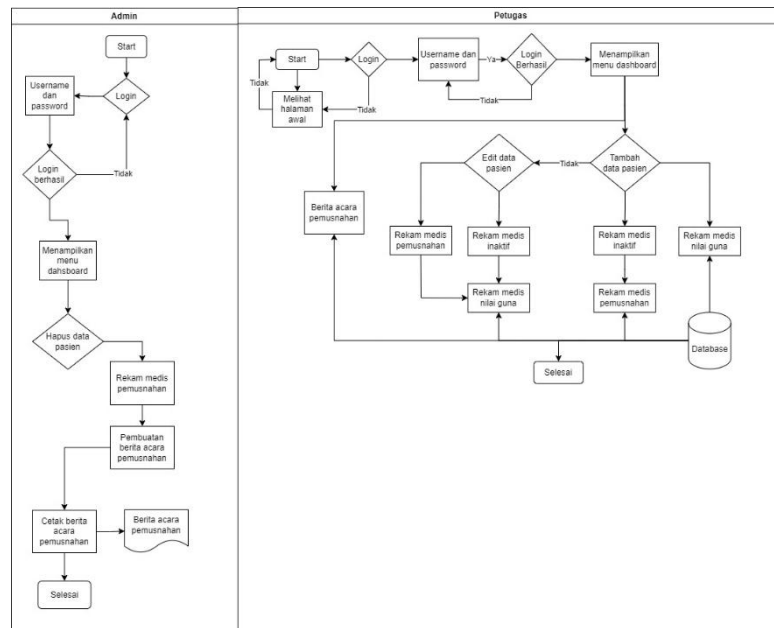 Admin
Start
Login
Username
dan
password
Login
berhasil
Tidak
Menampilkan
menu
dahsboard
Hapus data
pasien
Rekam medis
pemusnahan
Pembuatan
berita acara
pemusnahan
Cetak berita
acara
pemusnahan
Berita acara
pemusnahan
Selesai
Petugas
Start
Login
Username dan
password
Ya
Login
Berhasil
Menampilkan
menu dashboard
Tidak
Melihat
halaman
awal
Tidak
Tidak
Edit data
pasien
Tidak
Tambah
data pasien
Berita acara
pemusnahan
Rekam medis
pemusnahan
Rekam medis
inaktif
Rekam medis
inaktif
Rekam medis
nilai guna
Rekam medis
nilai guna
Rekam medis
pemusnahan
Database
Selesai